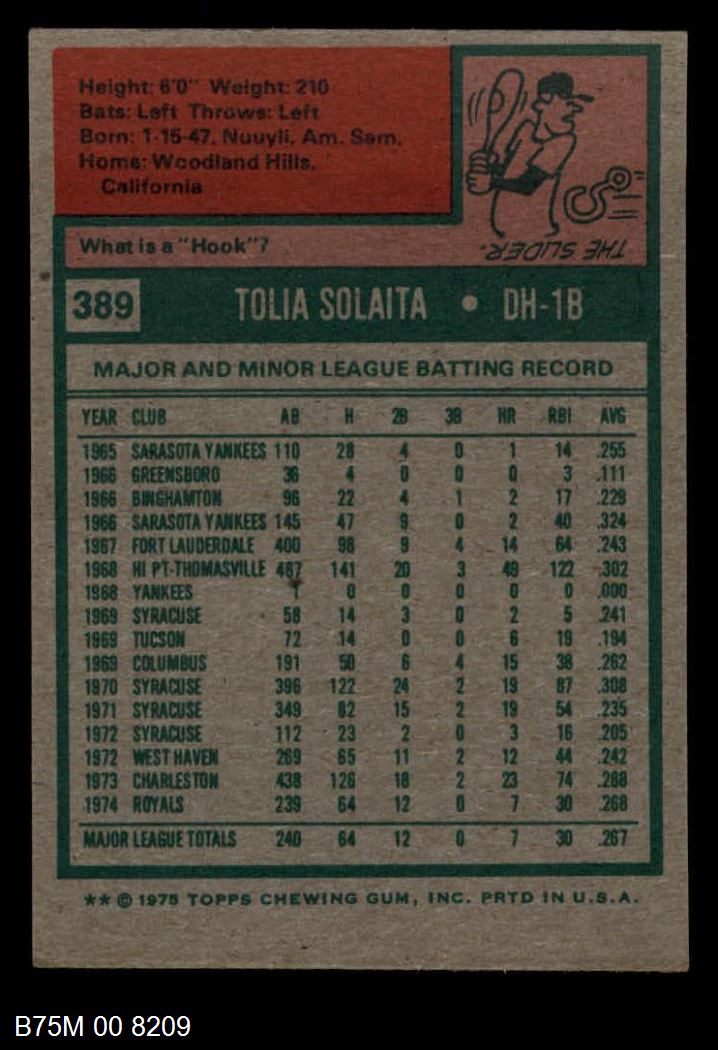 Height: 6'0" Weight: 210
Bats: Left Throws: Left
Born: 1-15-47, Nuuyli, Am. Sam.
Home: Woodland Hills,
California
What is a "Hook"?
THE SLIDER.
389 TOLIA SOLAITA • DH-1B
MAJOR AND MINOR LEAGUE BATTING RECORD
YEAR CLUB AB H 2B 3B HR RBI AVG
1965 SARASOTA YANKEES 110 28 4 0 1 14 .255
1966 GREENSBORO 36 4 0 0 0 3 .111
1966 BINGHAMTON 96 22 4 1 2 17 .229
1966 SARASOTA YANKEES 145 47 9 0 2 40 .324
1967 FORT LAUDERDALE 400 98 9 4 14 64 .243
1968 HI PT-THOMASVILLE 467 141 20 3 49 122 .302
1968 YANKEES 1 0 0 0 0 0 .000
1969 SYRACUSE 58 14 3 0 2 5 .241
1969 TUCSON 72 14 0 0 6 19 .194
1969 COLUMBUS 191 50 6 4 15 38 .262
1970 SYRACUSE 396 122 24 2 19 87 .308
1971 SYRACUSE 349 82 15 2 19 54 .235
1972 SYRACUSE 112 23 2 0 3 16 .205
1972 WEST HAVEN 269 65 11 2 12 44 .242
1973 CHARLESTON 438 126 18 2 23 74 .288
1974 ROYALS 239 64 12 0 7 30 .268
MAJOR LEAGUE TOTALS 240 64 12 0 7 30 .267
** © 1975 TOPPS CHEWING GUM, INC. PRTD IN U.S.A.
B75M 00 8209